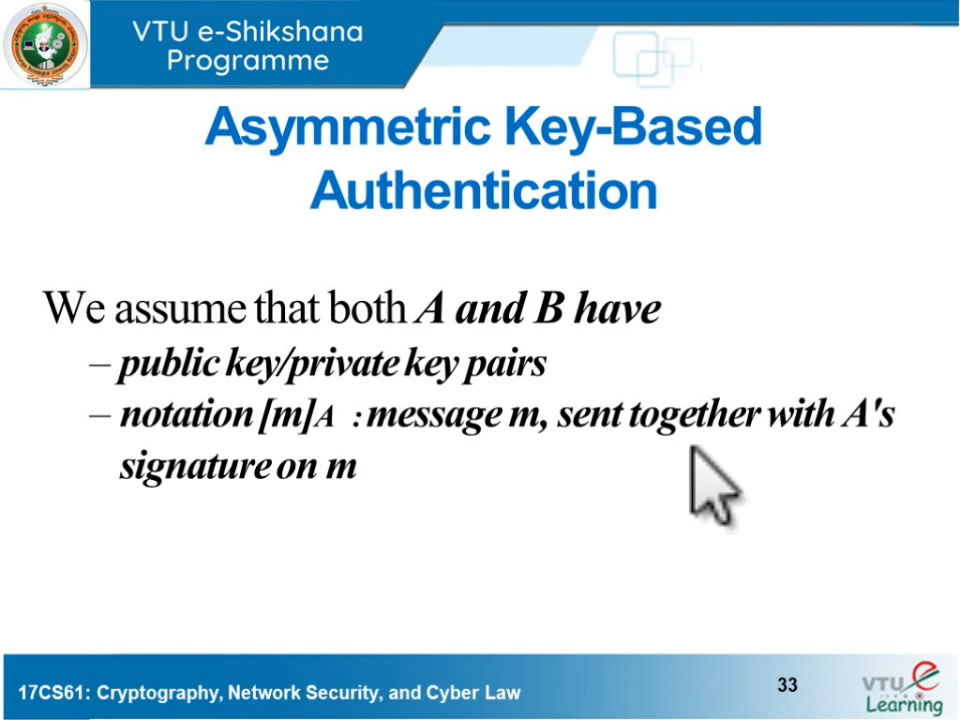 VTU e-Shikshana
Programme
Asymmetric Key-Based
Authentication
We assume that both A and B have
– public key/private key pairs
– notation [m]A : message m, sent together with A's
signature on m
17CS61: Cryptography, Network Security, and Cyber Law
33
VTU e
Learning